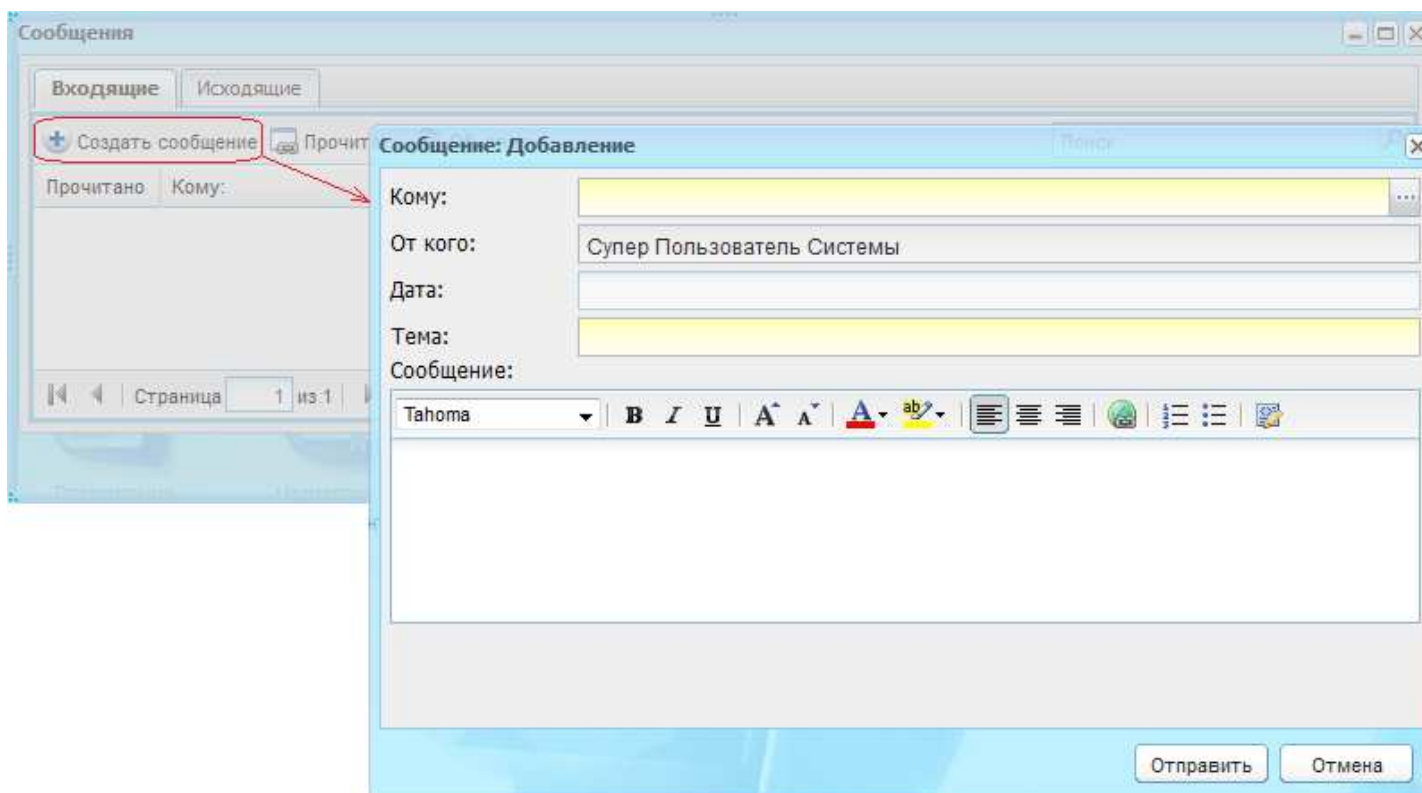 Сообщения
Входящие Исходящие
Создать сообщение Прочит Поиск
Прочитано Кому:
Страница 1 из 1
Сообщение: Добавление
Кому:
От кого: Супер Пользователь Системы
Дата:
Тема:
Сообщение:
Tahoma B I U A A A ab
Отправить Отмена